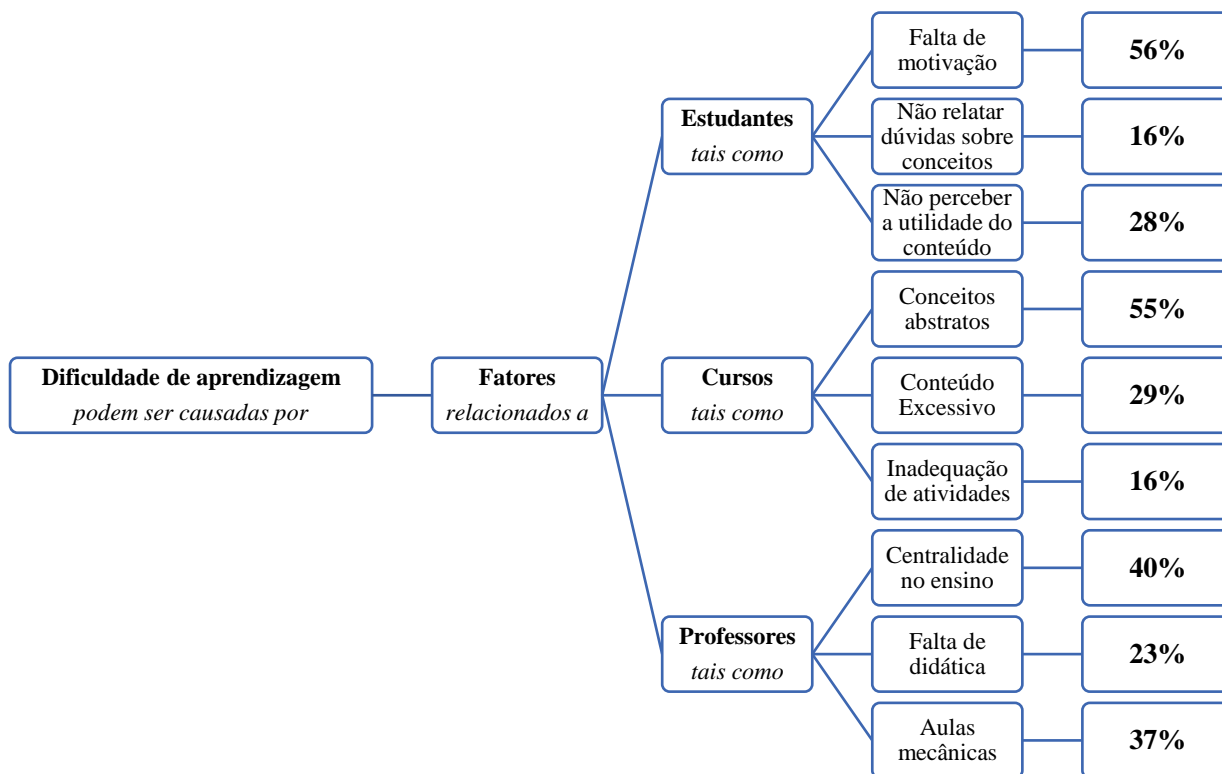 Dificuldade de aprendizagem
podem ser causadas por
Fatores
relacionados a
Estudantes
tais como
Falta de
motivação
56%
Não relatar
dúvidas sobre
conceitos
16%
Não perceber
a utilidade do
conteúdo
28%
Cursos
tais como
Conceitos
abstratos
55%
Conteúdo
Excessivo
29%
Inadequação
de atividades
16%
Professores
tais como
Centralidade
no ensino
40%
Falta de
didática
23%
Aulas
mecânicas
37%